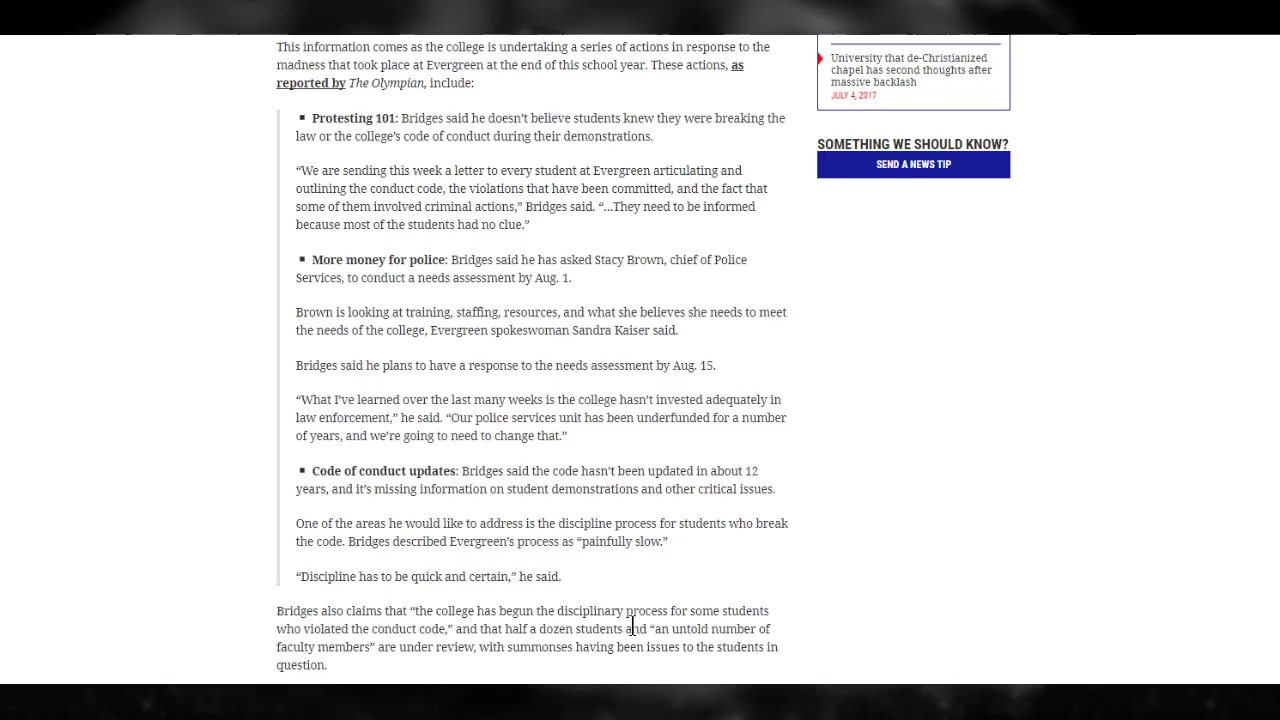 This information comes as the college is undertaking a series of actions in response to the
madness that took place at Evergreen at the end of this school year. These actions, as
reported by The Olympian, include:
▪ Protesting 101: Bridges said he doesn’t believe students knew they were breaking the
law or the college’s code of conduct during their demonstrations.
“We are sending this week a letter to every student at Evergreen articulating and
outlining the conduct code, the violations that have been committed, and the fact that
some of them involved criminal actions,” Bridges said. “...They need to be informed
because most of the students had no clue.”
▪ More money for police: Bridges said he has asked Stacy Brown, chief of Police
Services, to conduct a needs assessment by Aug. 1.
Brown is looking at training, staffing, resources, and what she believes she needs to meet
the needs of the college, Evergreen spokeswoman Sandra Kaiser said.
Bridges said he plans to have a response to the needs assessment by Aug. 15.
“What I’ve learned over the last many weeks is the college hasn’t invested adequately in
law enforcement,” he said. “Our police services unit has been underfunded for a number
of years, and we’re going to need to change that.”
▪ Code of conduct updates: Bridges said the code hasn’t been updated in about 12
years, and it’s missing information on student demonstrations and other critical issues.
One of the areas he would like to address is the discipline process for students who break
the code. Bridges described Evergreen’s process as “painfully slow.”
“Discipline has to be quick and certain,” he said.
Bridges also claims that “the college has begun the disciplinary process for some students
who violated the conduct code,” and that half a dozen students and “an untold number of
faculty members” are under review, with summonses having been issues to the students in
question.
University that de-Christianized
chapel has second thoughts after
massive backlash
JULY 4, 2017
SOMETHING WE SHOULD KNOW?
SEND A NEWS TIP